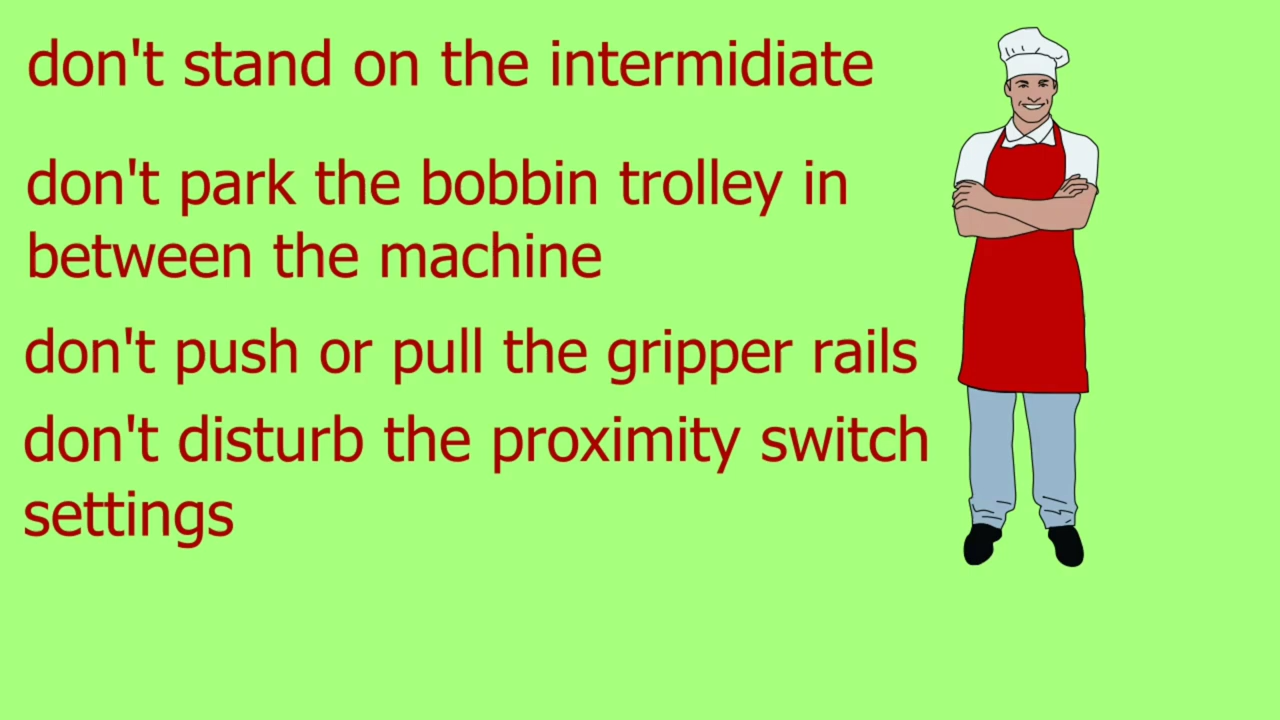 don't stand on the intermidiate
don't park the bobbin trolley in
between the machine
don't push or pull the gripper rails
don't disturb the proximity switch
settings